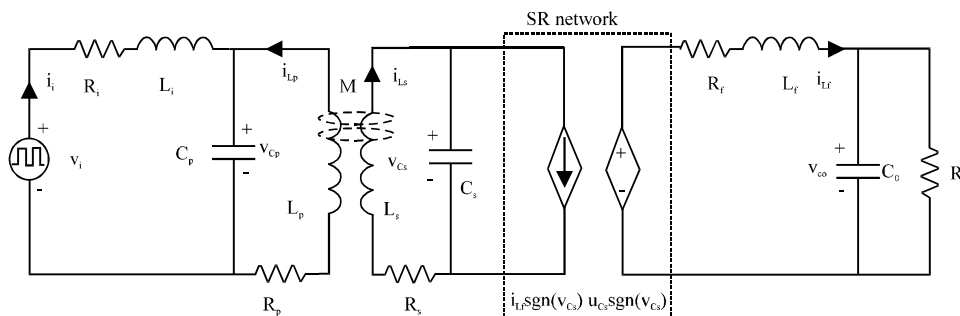 SR network
i_i
R_i
L_i
i_Lp
M
i_Ls
R_f
L_f
i_Lf
+
v_i
-
C_p
+
v_Cp
-
L_p
L_s
v_Cs
+
-
C_s
+
-
v_co
+
-
C_0
R
R_p
R_s
i_Lf sgn(v_Cs) u_Cs sgn(v_Cs)